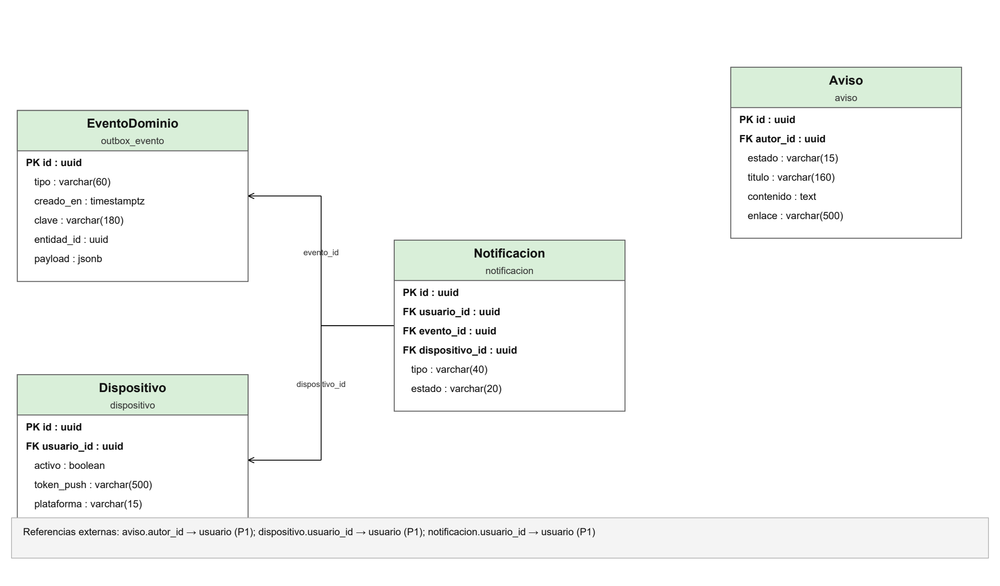 EventoDominio
outbox_evento
PK id : uuid
tipo : varchar(60)
creado_en : timestamptz
clave : varchar(180)
entidad_id : uuid
payload : jsonb
Dispositivo
dispositivo
PK id : uuid
FK usuario_id : uuid
activo : boolean
token_push : varchar(500)
plataforma : varchar(15)
evento_id
dispositivo_id
Notificacion
notificacion
PK id : uuid
FK usuario_id : uuid
FK evento_id : uuid
FK dispositivo_id : uuid
tipo : varchar(40)
estado : varchar(20)
Aviso
aviso
PK id : uuid
FK autor_id : uuid
estado : varchar(15)
titulo : varchar(160)
contenido : text
enlace : varchar(500)
Referencias externas: aviso.autor_id → usuario (P1); dispositivo.usuario_id → usuario (P1); notificacion.usuario_id → usuario (P1)